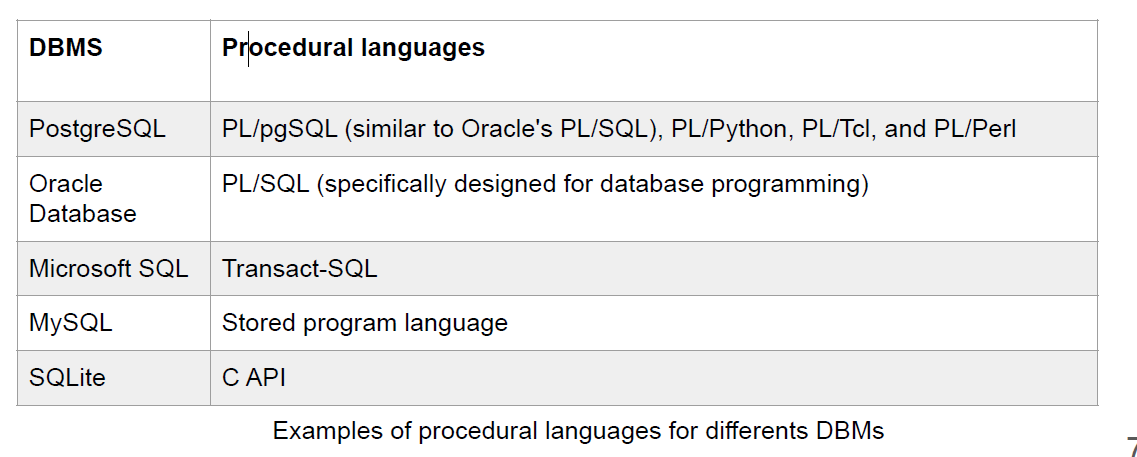 DBMS Procedural languages
PostgreSQL PL/pgSQL (similar to Oracle's PL/SQL), PL/Python, PL/Tcl, and PL/Perl
Oracle PL/SQL (specifically designed for database programming)
Database
Microsoft SQL Transact-SQL
MySQL Stored program language
SQLite C API
Examples of procedural languages for differents DBMs
7